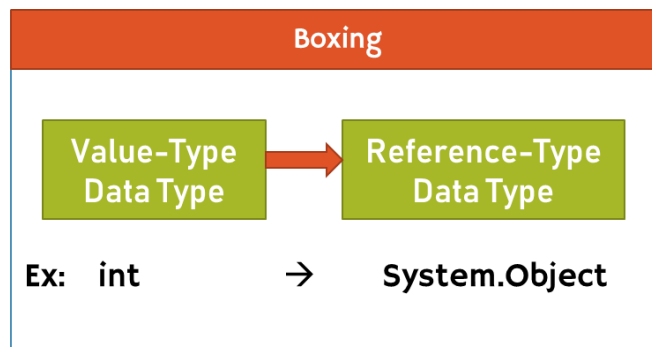 Boxing
Value-Type
Data Type
Reference-Type
Data Type
Ex: int → System.Object